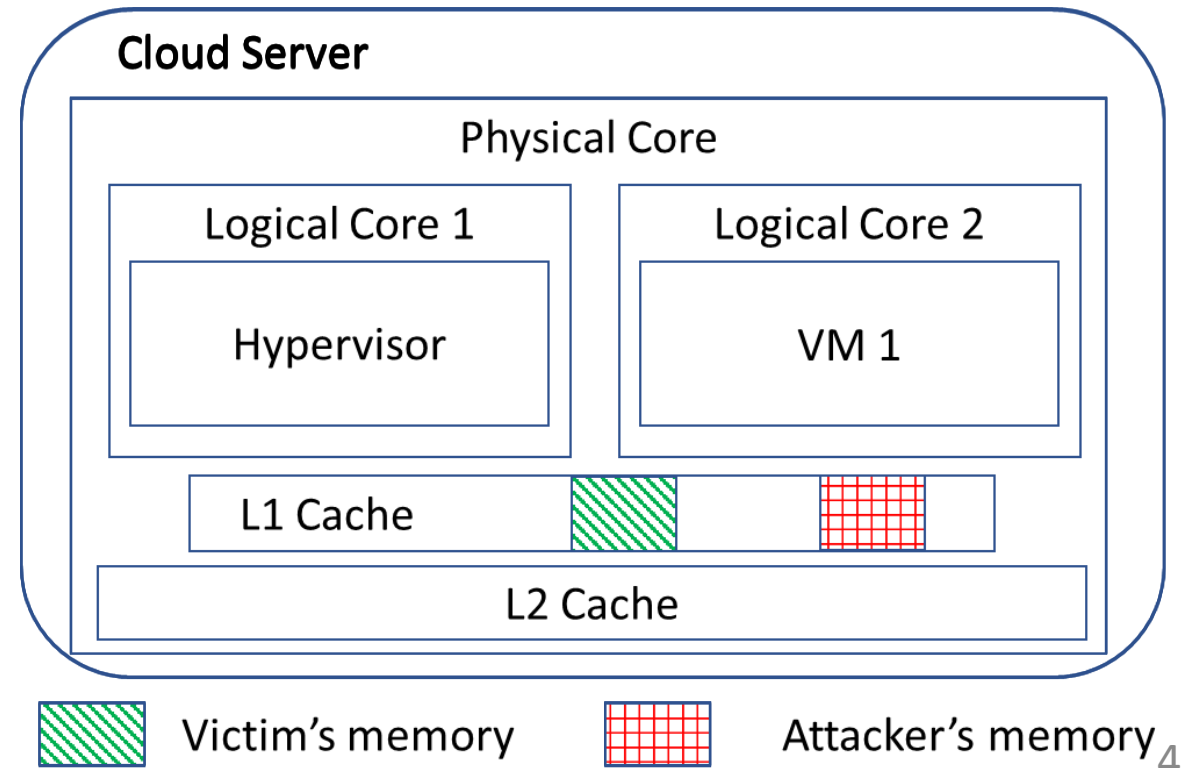 Cloud Server
Physical Core
Logical Core 1
Logical Core 2
Hypervisor
VM 1
L1 Cache
L2 Cache
Victim’s memory
Attacker’s memory
4